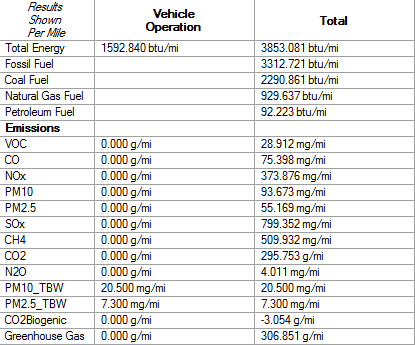 Results Shown Per Mile Vehicle Operation Total
Total Energy 1592.840 btu/mi 3853.081 btu/mi
Fossil Fuel 3312.721 btu/mi
Coal Fuel 2290.861 btu/mi
Natural Gas Fuel 929.637 btu/mi
Petroleum Fuel 92.223 btu/mi
Emissions
VOC 0.000 g/mi 28.912 mg/mi
CO 0.000 g/mi 75.398 mg/mi
NOx 0.000 g/mi 373.876 mg/mi
PM10 0.000 g/mi 93.673 mg/mi
PM2.5 0.000 g/mi 55.169 mg/mi
SOx 0.000 g/mi 799.352 mg/mi
CH4 0.000 g/mi 509.932 mg/mi
CO2 0.000 g/mi 295.753 g/mi
N2O 0.000 g/mi 4.011 mg/mi
PM10_TBW 20.500 mg/mi 20.500 mg/mi
PM2.5_TBW 7.300 mg/mi 7.300 mg/mi
CO2Biogenic 0.000 g/mi -3.054 g/mi
Greenhouse Gas 0.000 g/mi 306.851 g/mi